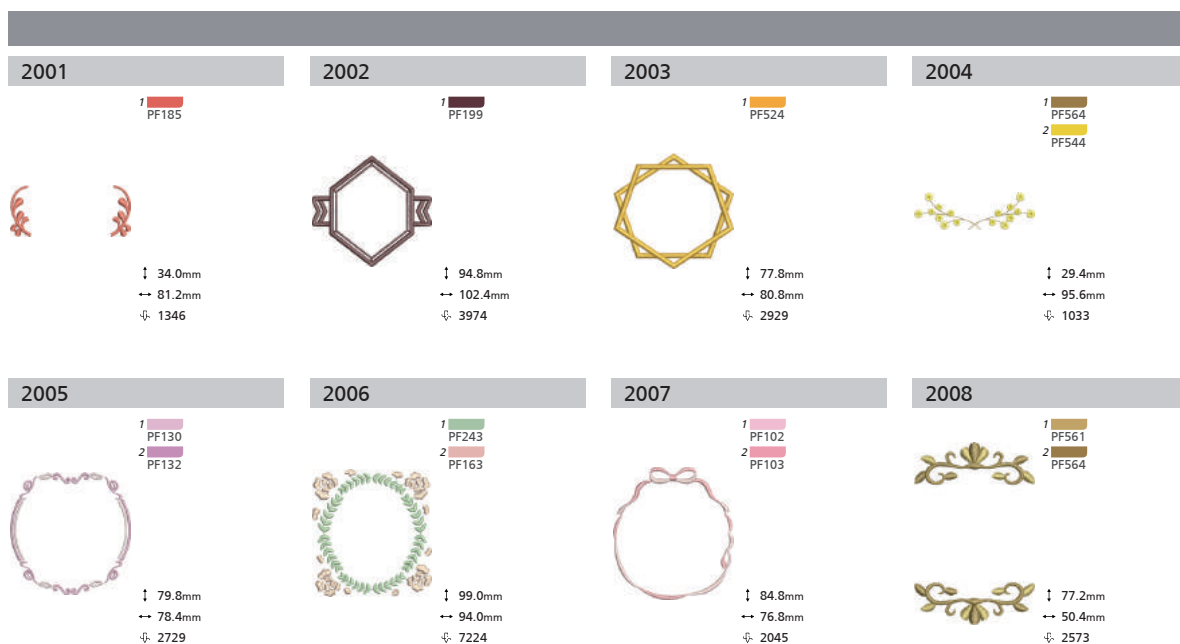 2001
1
PF185
34.0mm
81.2mm
1346
2002
1
PF199
94.8mm
102.4mm
3974
2003
1
PF524
77.8mm
80.8mm
2929
2004
1
PF564
2
PF544
29.4mm
95.6mm
1033
2005
1
PF130
2
PF132
79.8mm
78.4mm
2729
2006
1
PF243
2
PF163
99.0mm
94.0mm
7224
2007
1
PF102
2
PF103
84.8mm
76.8mm
2045
2008
1
PF561
2
PF564
77.2mm
50.4mm
2573